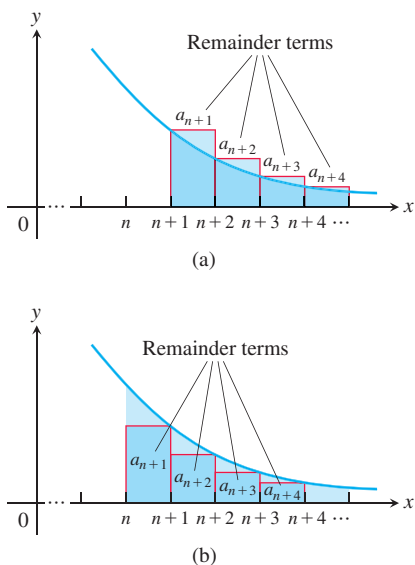 y
Remainder terms
a_{n+1}
a_{n+2}
a_{n+3}
a_{n+4}
x
0 ··· n n + 1 n + 2 n + 3 n + 4 ···
(a)
y
Remainder terms
a_{n+1}
a_{n+2}
a_{n+3}
a_{n+4}
x
0 ··· n n + 1 n + 2 n + 3 n + 4 ···
(b)